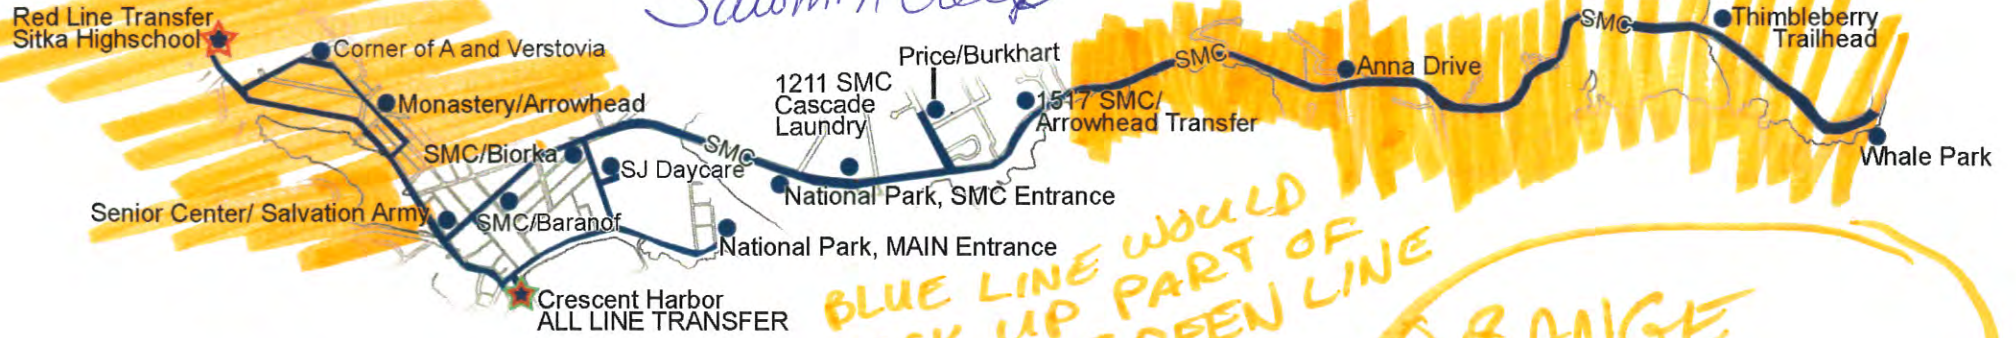 Red Line Transfer
Sitka Highschool
Corner of A and Verstovia
Monastery/Arrowhead
SMC/Biorka
SJ Daycare
Senior Center/ Salvation Army
SMC/Baranof
Crescent Harbor
ALL LINE TRANSFER
National Park, MAIN Entrance
SMC
National Park, SMC Entrance
1211 SMC
Cascade
Laundry
Price/Burkhart
1517 SMC/
Arrowhead Transfer
SMC
Anna Drive
SMC
Thimbleberry
Trailhead
Whale Park
BLUE LINE WOULD
UP PART OF
GREEN LINE